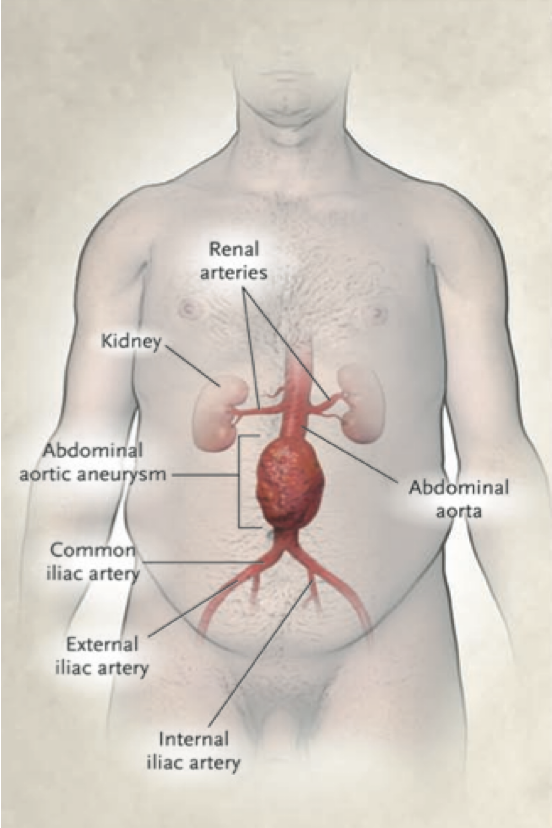 Renal
arteries
Kidney
Abdominal
aortic aneurysm
Abdominal
aorta
Common
iliac artery
External
iliac artery
Internal
iliac artery